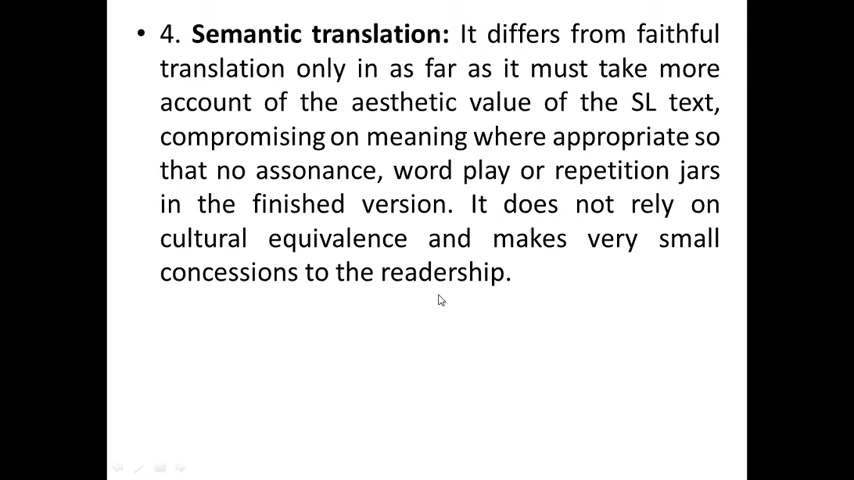 • 4. Semantic translation: It differs from faithful
translation only in as far as it must take more
account of the aesthetic value of the SL text,
compromising on meaning where appropriate so
that no assonance, word play or repetition jars
in the finished version. It does not rely on
cultural equivalence and makes very small
concessions to the readership.